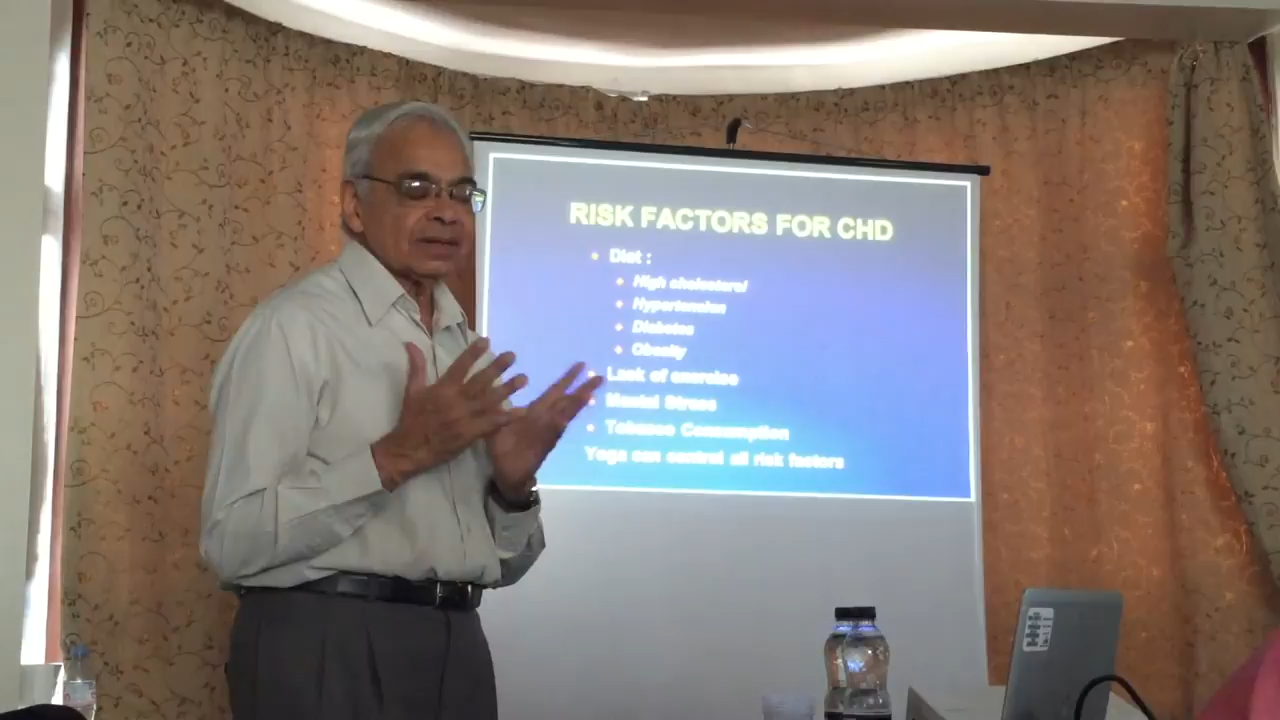 RISK FACTORS FOR CHD
• Diet :
• High cholesterol
• Hypertension
• Diabetes
• Obesity
• Lack of exercise
• Mental Stress
• Tobacco Consumption
Yoga can control all risk factors